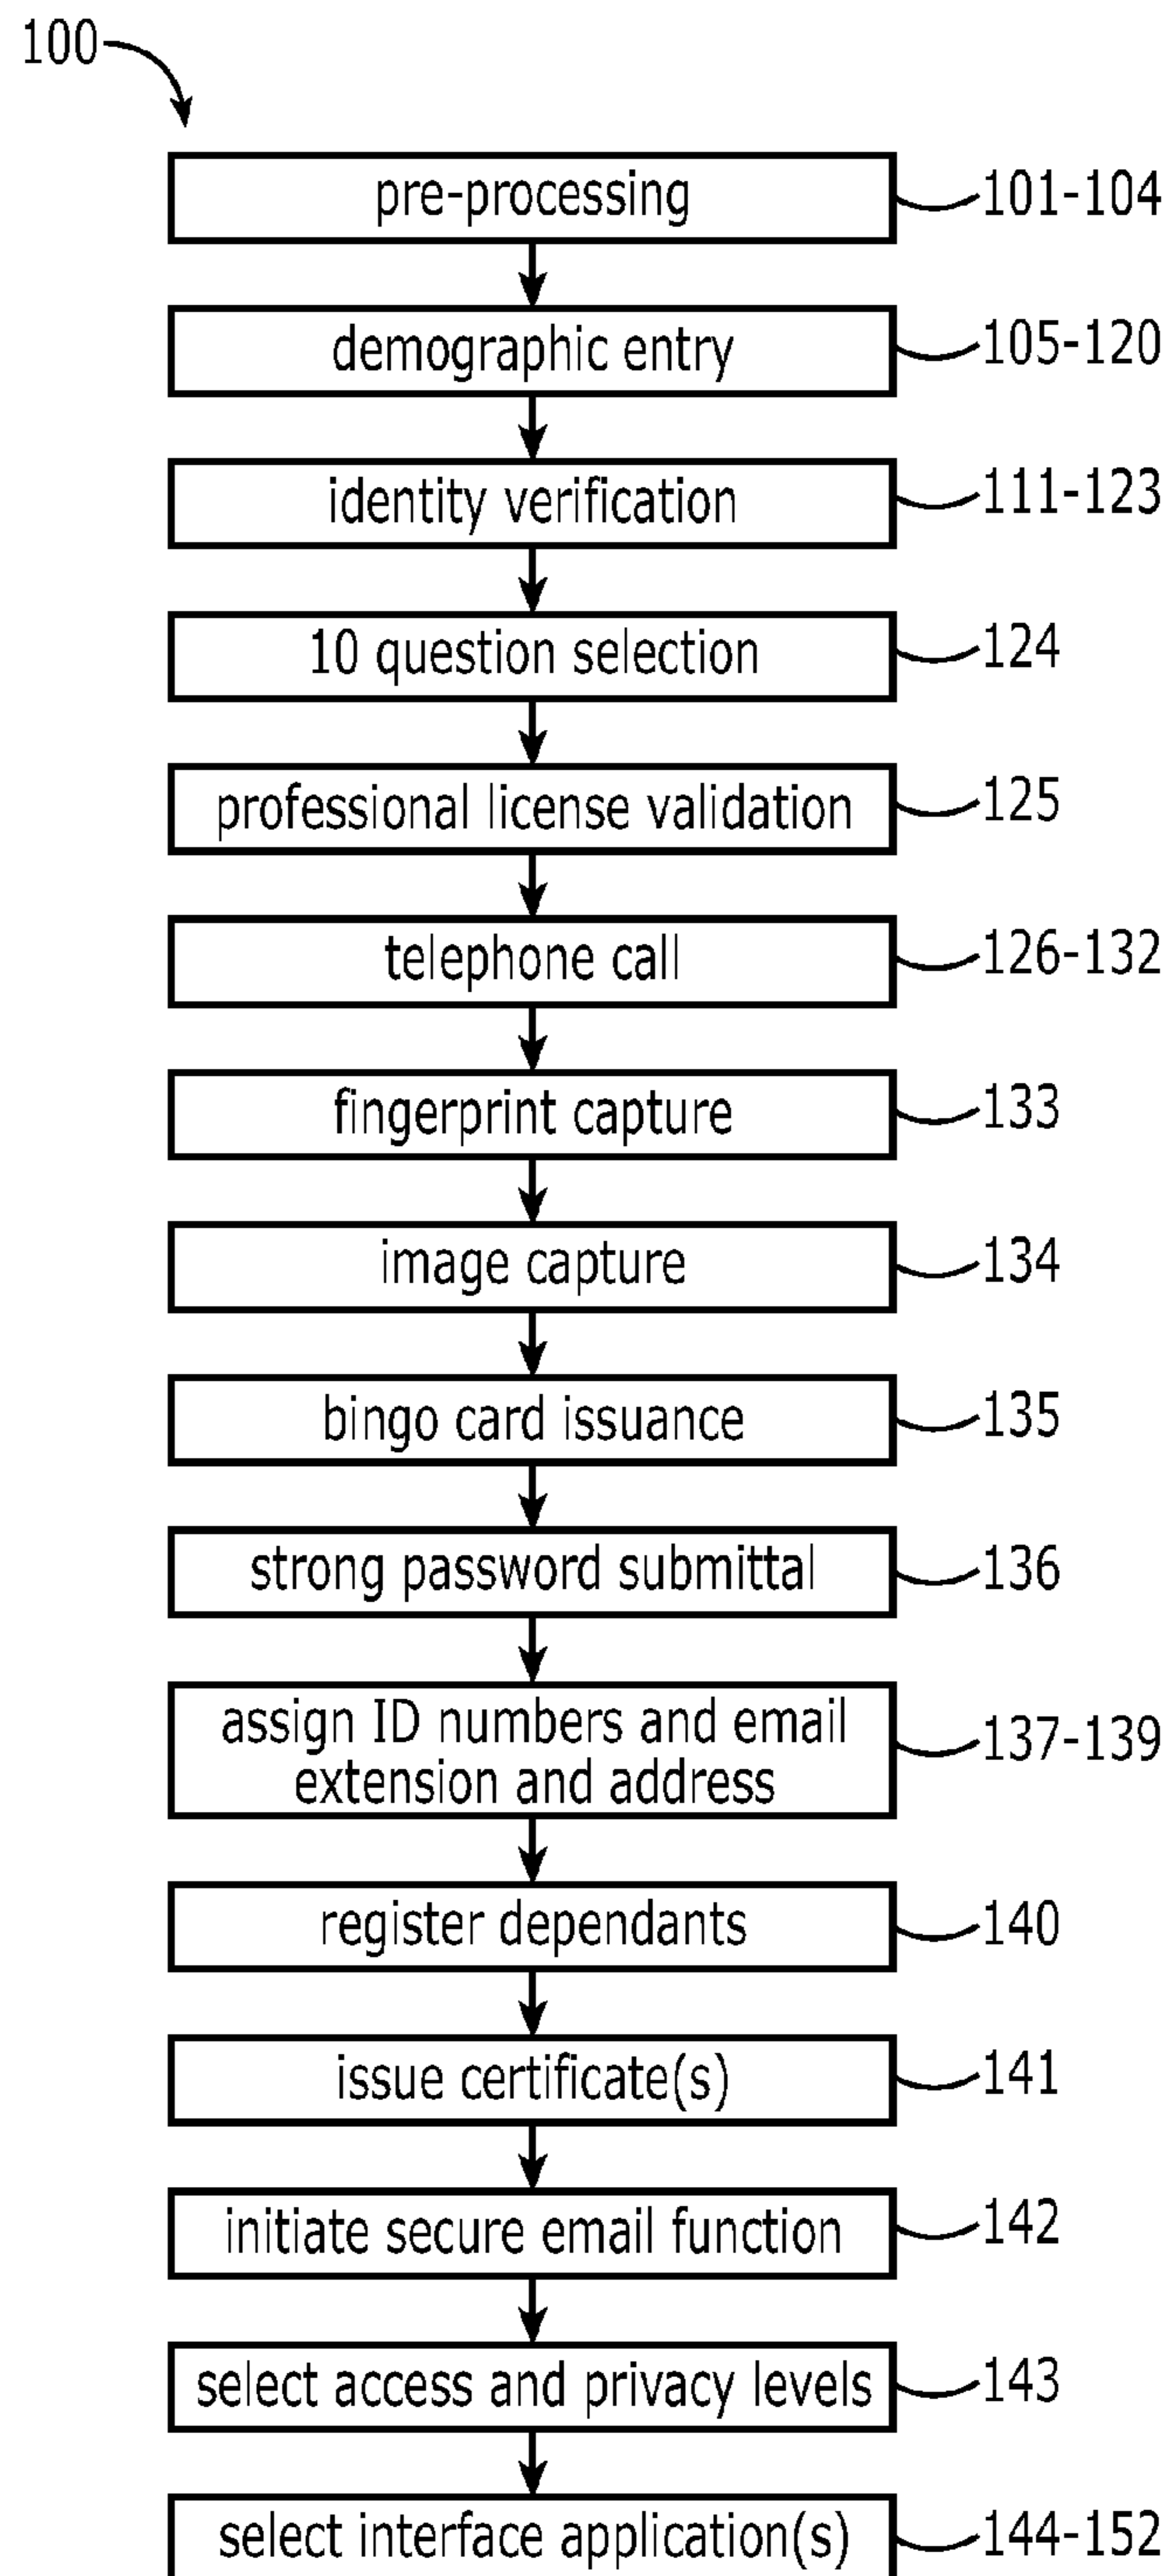 100
pre-processing 101-104
demographic entry 105-120
identity verification 111-123
10 question selection 124
professional license validation 125
telephone call 126-132
fingerprint capture 133
image capture 134
bingo card issuance 135
strong password submittal 136
assign ID numbers and email
extension and address 137-139
register dependants 140
issue certificate(s) 141
initiate secure email function 142
select access and privacy levels 143
select interface application(s) 144-152